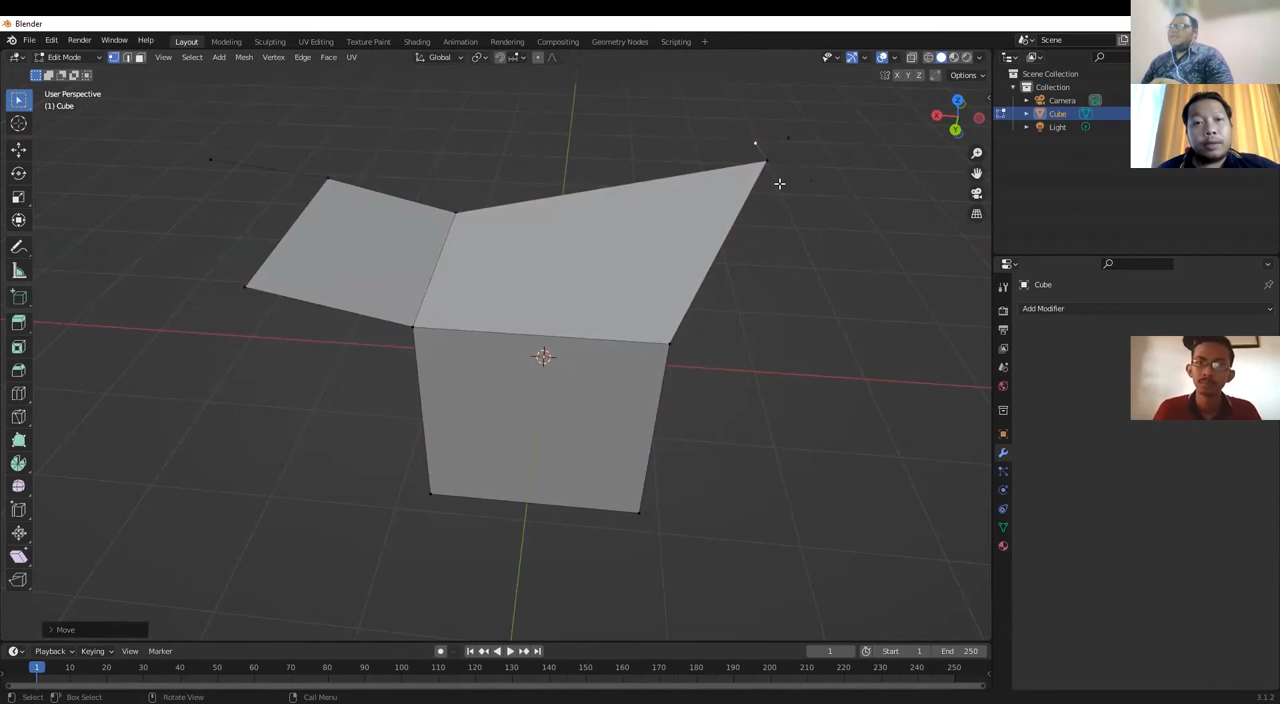 Blender
File Edit Render Window Help Layout Modeling Sculpting UV Editing Texture Paint Shading Animation Rendering Compositing Geometry Nodes Scripting + Scene
Edit Mode View Select Add Mesh Vertex Edge Face UV Global
X Y Z Options
User Perspective
(1) Cube
Z
X
Y
Scene Collection
Collection
Camera
Cube
Light
Cube
Add Modifier
Move
Playback Keying View Marker 1 Start 1 End 250
1 10 20 30 40 50 60 70 80 90 100 110 120 130 140 150 160 170 180 190 200 210 220 230 240 250
Select Box Select Rotate View Call Menu 3.1.2